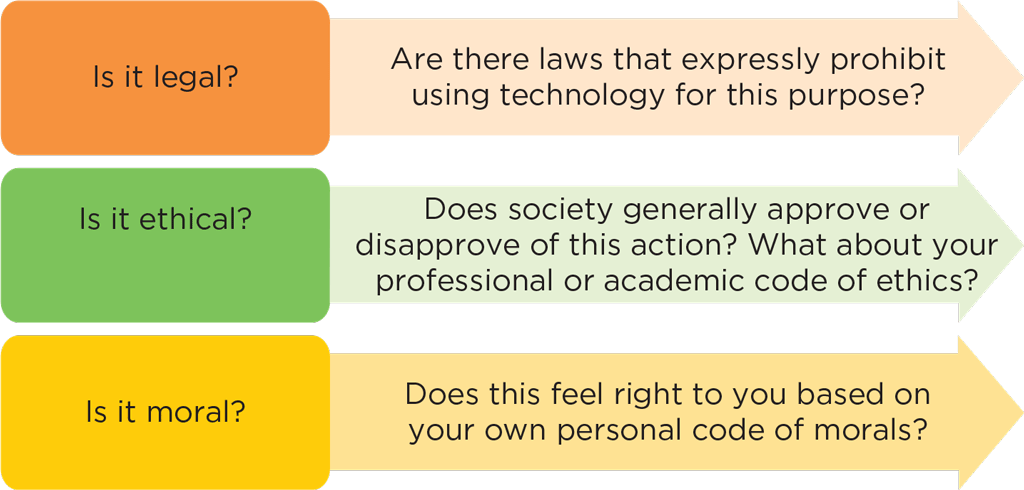 Is it legal?
Are there laws that expressly prohibit
using technology for this purpose?
Is it ethical?
Does society generally approve or
disapprove of this action? What about your
professional or academic code of ethics?
Is it moral?
Does this feel right to you based on
your own personal code of morals?